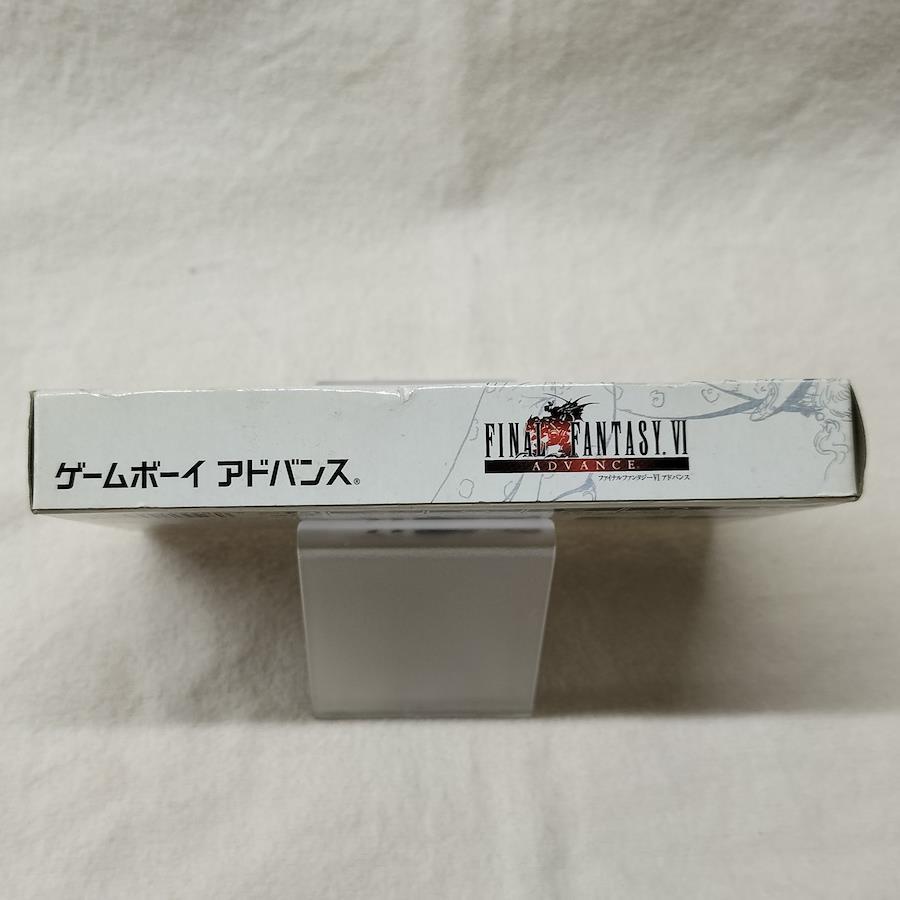 ゲームボーイ アドバンス®
FINAL FANTASY. VI
ADVANCE
ファイナルファンタジーVI アドバンス